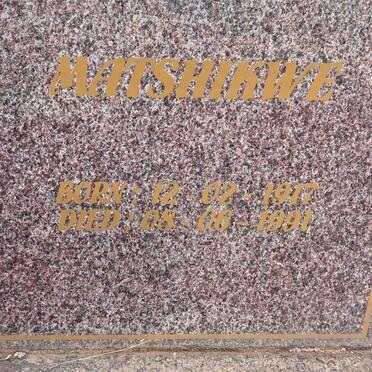 MATSHIKWE
BORN : 12 - 02 - 1917
DIED : 08 - 06 - 1991